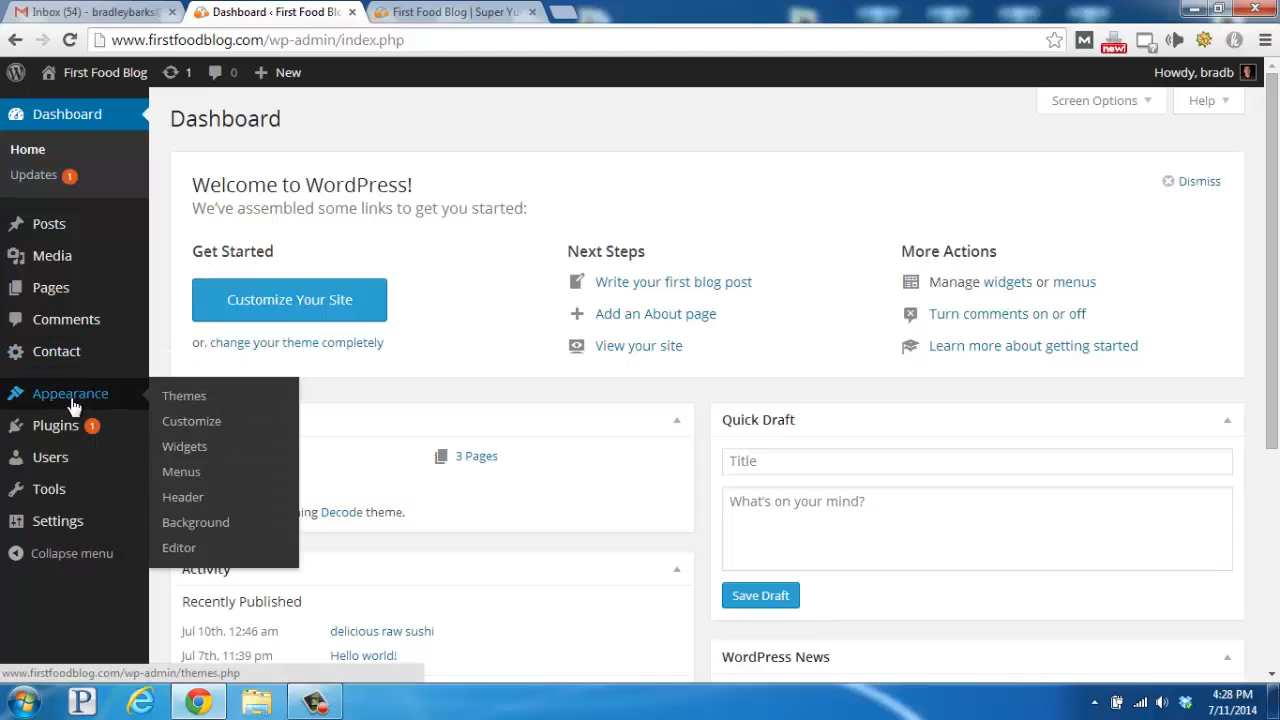 Inbox (54) - bradleybarks@
Dashboard ‹ First Food Blo
First Food Blog | Super Yu
www.firstfoodblog.com/wp-admin/index.php
First Food Blog
1
0
New
Howdy, bradb
Dashboard
Home
Updates 1
Posts
Media
Pages
Comments
Contact
Appearance
Plugins 1
Users
Tools
Settings
Collapse menu
Themes
Customize
Widgets
Menus
Header
Background
Editor
Dashboard
Screen Options
Help
Welcome to WordPress!
We've assembled some links to get you started:
Dismiss
Get Started
Customize Your Site
or, change your theme completely
Next Steps
Write your first blog post
Add an About page
View your site
More Actions
Manage widgets or menus
Turn comments on or off
Learn more about getting started
3 Pages
ning Decode theme.
Activity
Recently Published
Jul 10th, 12:46 am delicious raw sushi
Jul 7th, 11:39 pm Hello world!
Quick Draft
Title
What's on your mind?
Save Draft
WordPress News
www.firstfoodblog.com/wp-admin/themes.php
4:28 PM
7/11/2014
M
new!
P